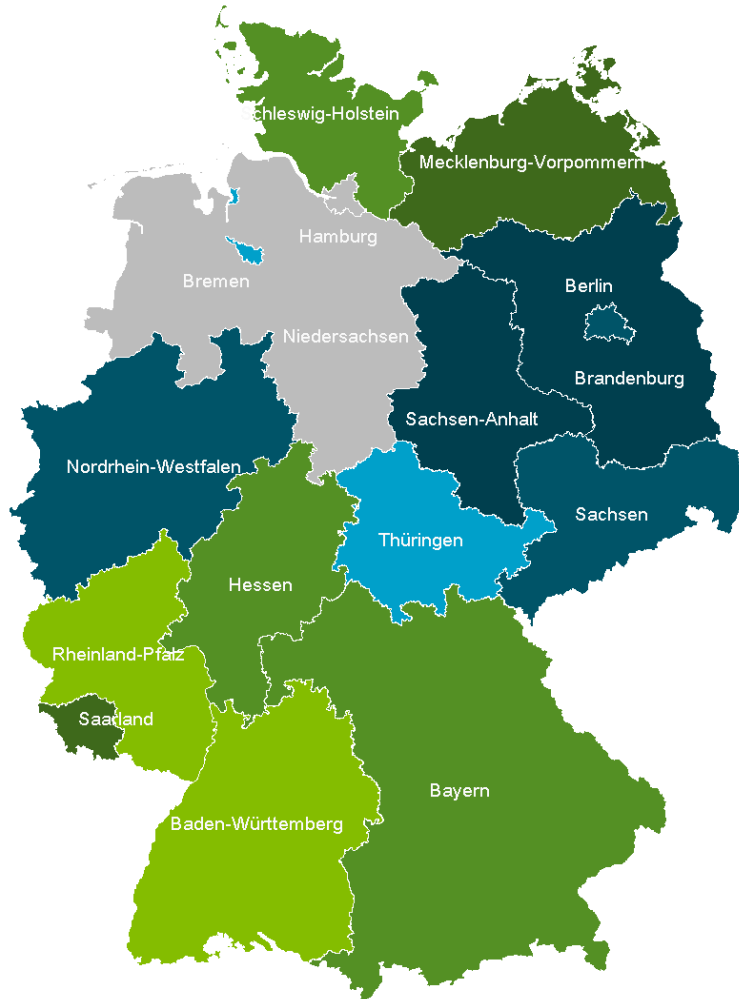 Schleswig-Holstein
Mecklenburg-Vorpommern
Hamburg
Bremen
Berlin
Niedersachsen
Brandenburg
Sachsen-Anhalt
Nordrhein-Westfalen
Sachsen
Thüringen
Hessen
Rheinland-Pfalz
Saarland
Bayern
Baden-Württemberg